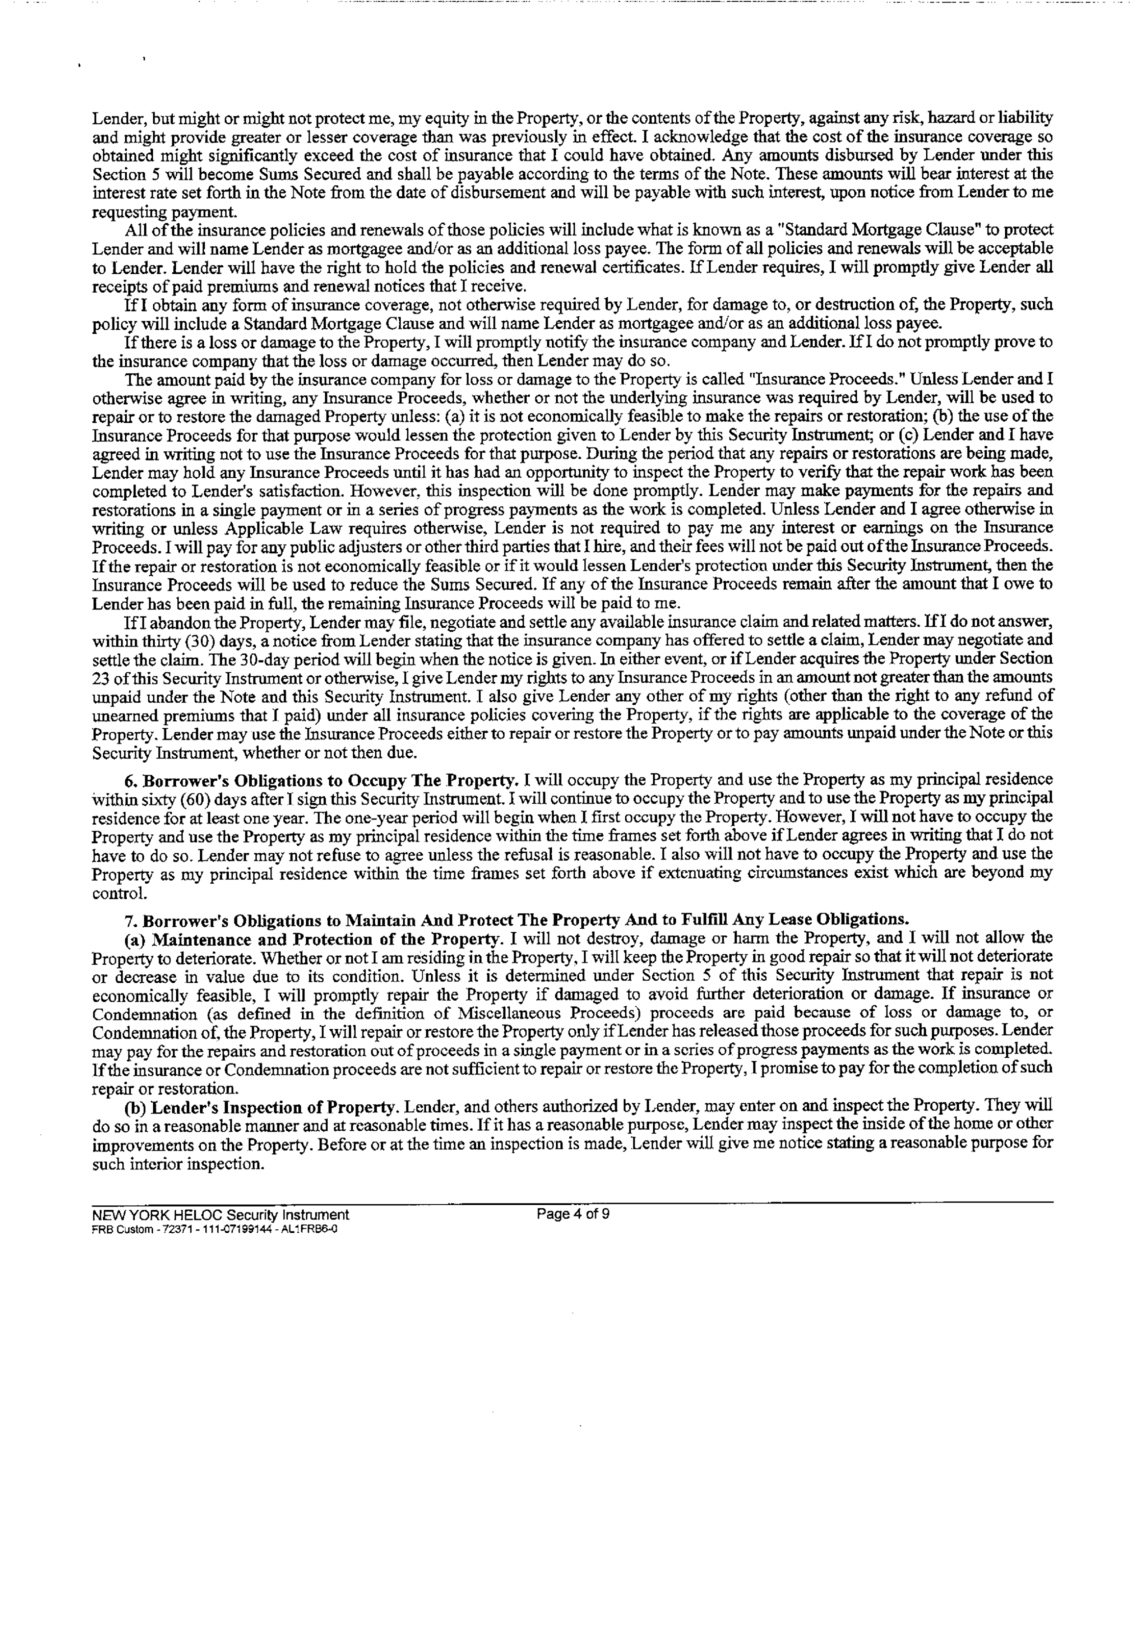 Lender, but might or might not protect me, my equity in the Property, or the contents of the Property, against any risk, hazard or liability
and might provide greater or lesser coverage than was previously in effect. I acknowledge that the cost of the insurance coverage so
obtained might significantly exceed the cost of insurance that I could have obtained. Any amounts disbursed by Lender under this
Section 5 will become Sums Secured and shall be payable according to the terms of the Note. These amounts will bear interest at the
interest rate set forth in the Note from the date of disbursement and will be payable with such interest, upon notice from Lender to me
requesting payment.
All of the insurance policies and renewals of those policies will include what is known as a "Standard Mortgage Clause" to protect
Lender and will name Lender as mortgagee and/or as an additional loss payee. The form of all policies and renewals will be acceptable
to Lender. Lender will have the right to hold the policies and renewal certificates. If Lender requires, I will promptly give Lender all
receipts of paid premiums and renewal notices that I receive.
If I obtain any form of insurance coverage, not otherwise required by Lender, for damage to, or destruction of, the Property, such
policy will include a Standard Mortgage Clause and will name Lender as mortgagee and/or as an additional loss payee.
If there is a loss or damage to the Property, I will promptly notify the insurance company and Lender. If I do not promptly prove to
the insurance company that the loss or damage occurred, then Lender may do so.
The amount paid by the insurance company for loss or damage to the Property is called "Insurance Proceeds." Unless Lender and I
otherwise agree in writing, any Insurance Proceeds, whether or not the underlying insurance was required by Lender, will be used to
repair or to restore the damaged Property unless: (a) it is not economically feasible to make the repairs or restoration; (b) the use of the
Insurance Proceeds for that purpose would lessen the protection given to Lender by this Security Instrument; or (c) Lender and I have
agreed in writing not to use the Insurance Proceeds for that purpose. During the period that any repairs or restorations are being made,
Lender may hold any Insurance Proceeds until it has had an opportunity to inspect the Property to verify that the repair work has been
completed to Lender's satisfaction. However, this inspection will be done promptly. Lender may make payments for the repairs and
restorations in a single payment or in a series of progress payments as the work is completed. Unless Lender and I agree otherwise in
writing or unless Applicable Law requires otherwise, Lender is not required to pay me any interest or earnings on the Insurance
Proceeds. I will pay for any public adjusters or other third parties that I hire, and their fees will not be paid out of the Insurance Proceeds.
If the repair or restoration is not economically feasible or if it would lessen Lender's protection under this Security Instrument, then the
Insurance Proceeds will be used to reduce the Sums Secured. If any of the Insurance Proceeds remain after the amount that I owe to
Lender has been paid in full, the remaining Insurance Proceeds will be paid to me.
If I abandon the Property, Lender may file, negotiate and settle any available insurance claim and related matters. If I do not answer,
within thirty (30) days, a notice from Lender stating that the insurance company has offered to settle a claim, Lender may negotiate and
settle the claim. The 30-day period will begin when the notice is given. In either event, or if Lender acquires the Property under Section
23 of this Security Instrument or otherwise, I give Lender my rights to any Insurance Proceeds in an amount not greater than the amounts
unpaid under the Note and this Security Instrument. I also give Lender any other of my rights (other than the right to any refund of
unearned premiums that I paid) under all insurance policies covering the Property, if the rights are applicable to the coverage of the
Property. Lender may use the Insurance Proceeds either to repair or restore the Property or to pay amounts unpaid under the Note or this
Security Instrument, whether or not then due.
6. Borrower's Obligations to Occupy The Property. I will occupy the Property and use the Property as my principal residence
within sixty (60) days after I sign this Security Instrument. I will continue to occupy the Property and to use the Property as my principal
residence for at least one year. The one-year period will begin when I first occupy the Property. However, I will not have to occupy the
Property and use the Property as my principal residence within the time frames set forth above if Lender agrees in writing that I do not
have to do so. Lender may not refuse to agree unless the refusal is reasonable. I also will not have to occupy the Property and use the
Property as my principal residence within the time frames set forth above if extenuating circumstances exist which are beyond my
control.
7. Borrower's Obligations to Maintain And Protect The Property And to Fulfill Any Lease Obligations.
(a) Maintenance and Protection of the Property. I will not destroy, damage or harm the Property, and I will not allow the
Property to deteriorate. Whether or not I am residing in the Property, I will keep the Property in good repair so that it will not deteriorate
or decrease in value due to its condition. Unless it is determined under Section 5 of this Security Instrument that repair is not
economically feasible, I will promptly repair the Property if damaged to avoid further deterioration or damage. If insurance or
Condemnation (as defined in the definition of Miscellaneous Proceeds) proceeds are paid because of loss or damage to, or
Condemnation of, the Property, I will repair or restore the Property only if Lender has released those proceeds for such purposes. Lender
may pay for the repairs and restoration out of proceeds in a single payment or in a series of progress payments as the work is completed.
If the insurance or Condemnation proceeds are not sufficient to repair or restore the Property, I promise to pay for the completion of such
repair or restoration.
(b) Lender's Inspection of Property. Lender, and others authorized by Lender, may enter on and inspect the Property. They will
do so in a reasonable manner and at reasonable times. If it has a reasonable purpose, Lender may inspect the inside of the home or other
improvements on the Property. Before or at the time an inspection is made, Lender will give me notice stating a reasonable purpose for
such interior inspection.
NEW YORK HELOC Security Instrument Page 4 of 9
FRB Custom - 72371 - 111-07199144 - AL1FRB6-0